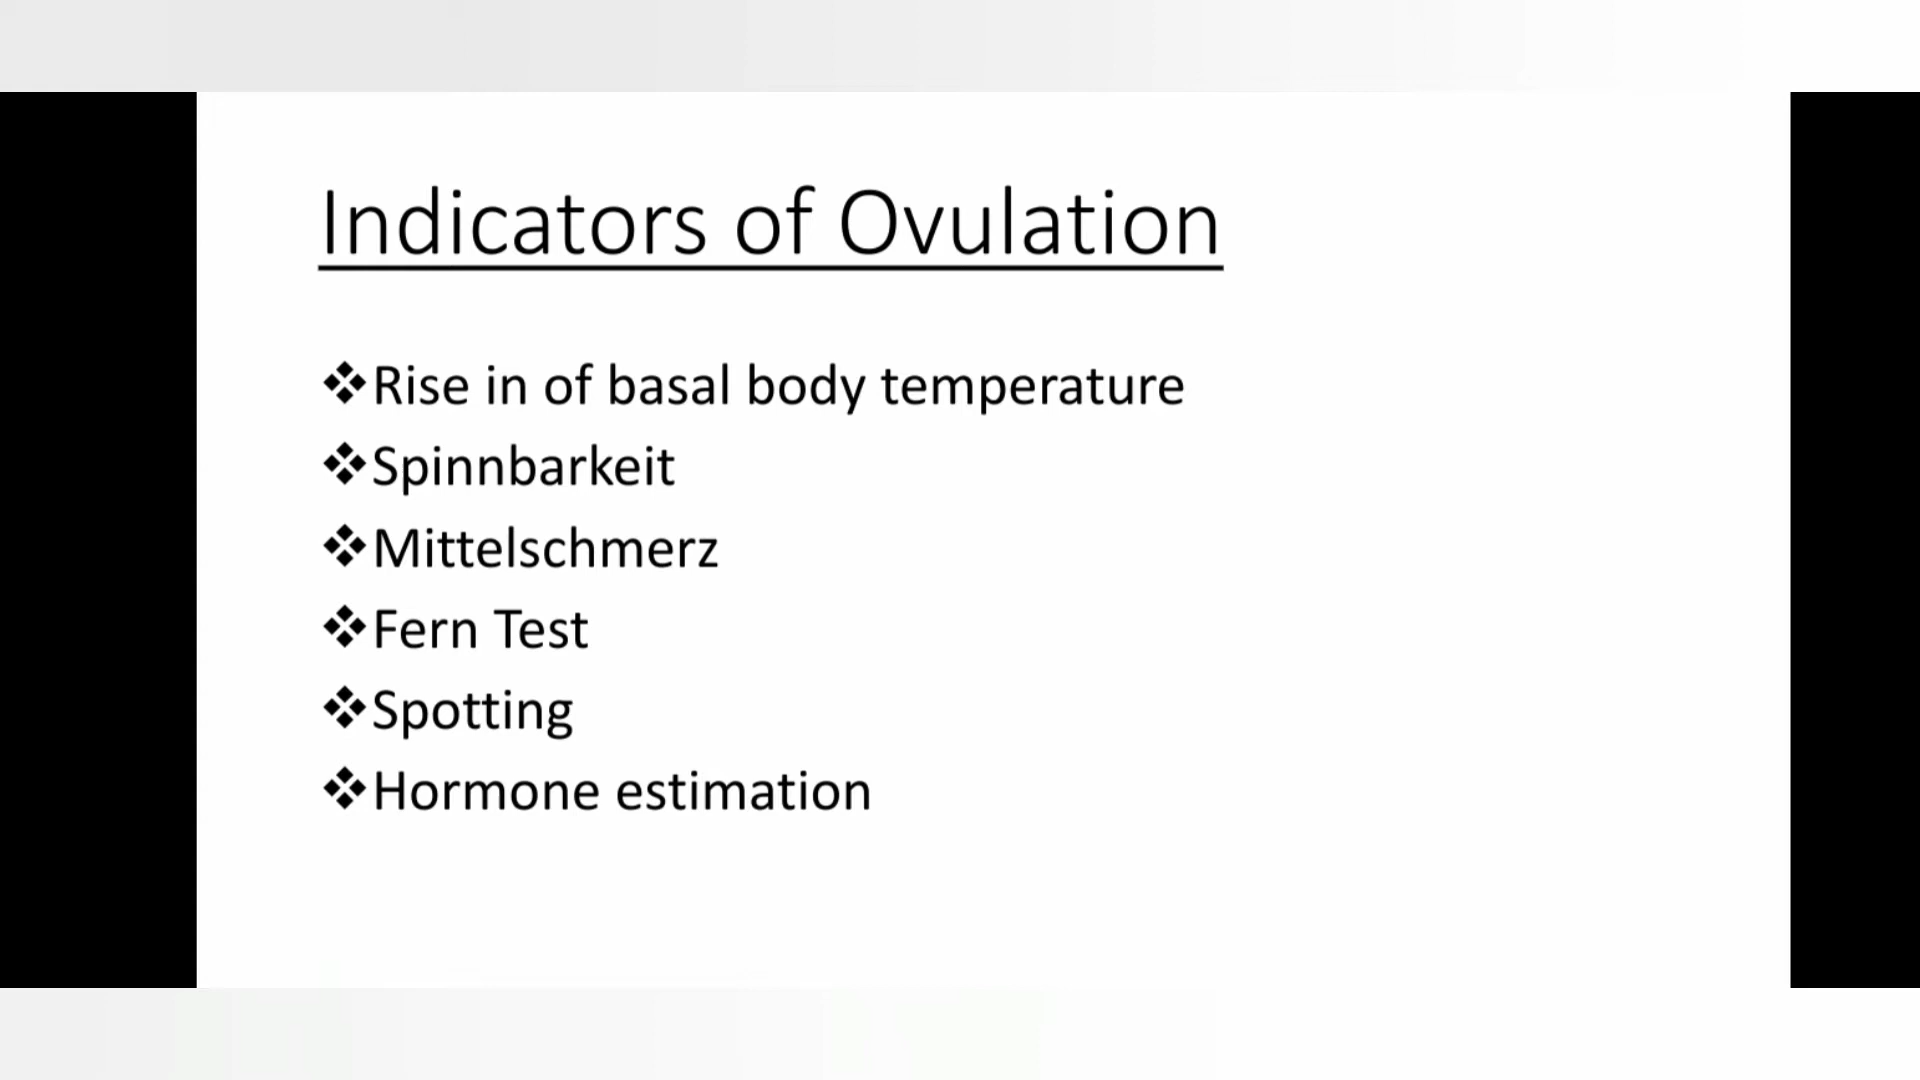 Indicators of Ovulation
❖Rise in of basal body temperature
❖Spinnbarkeit
❖Mittelschmerz
❖Fern Test
❖Spotting
❖Hormone estimation